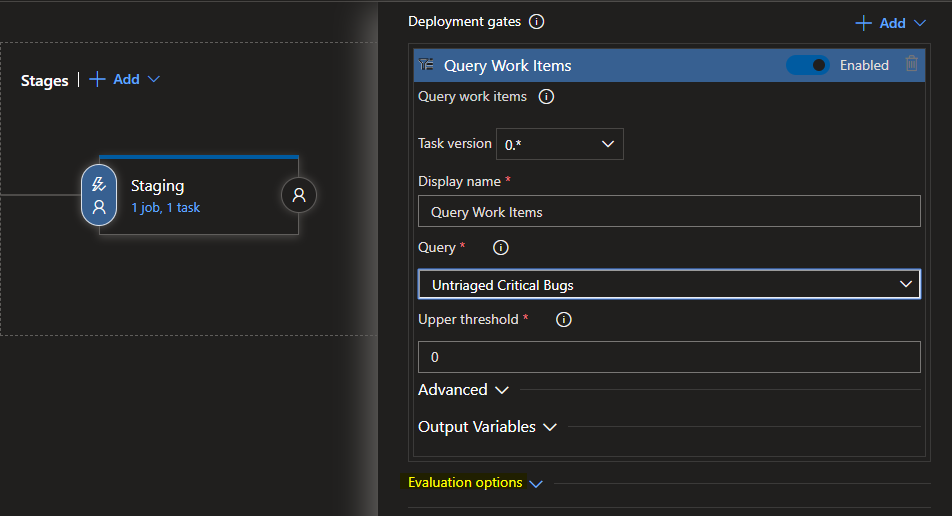 Stages
Add
Staging
1 job, 1 task
Deployment gates
Add
Query Work Items
Enabled
Query work items
Task version
0.*
Display name *
Query Work Items
Query *
Untriaged Critical Bugs
Upper threshold *
0
Advanced
Output Variables
Evaluation options